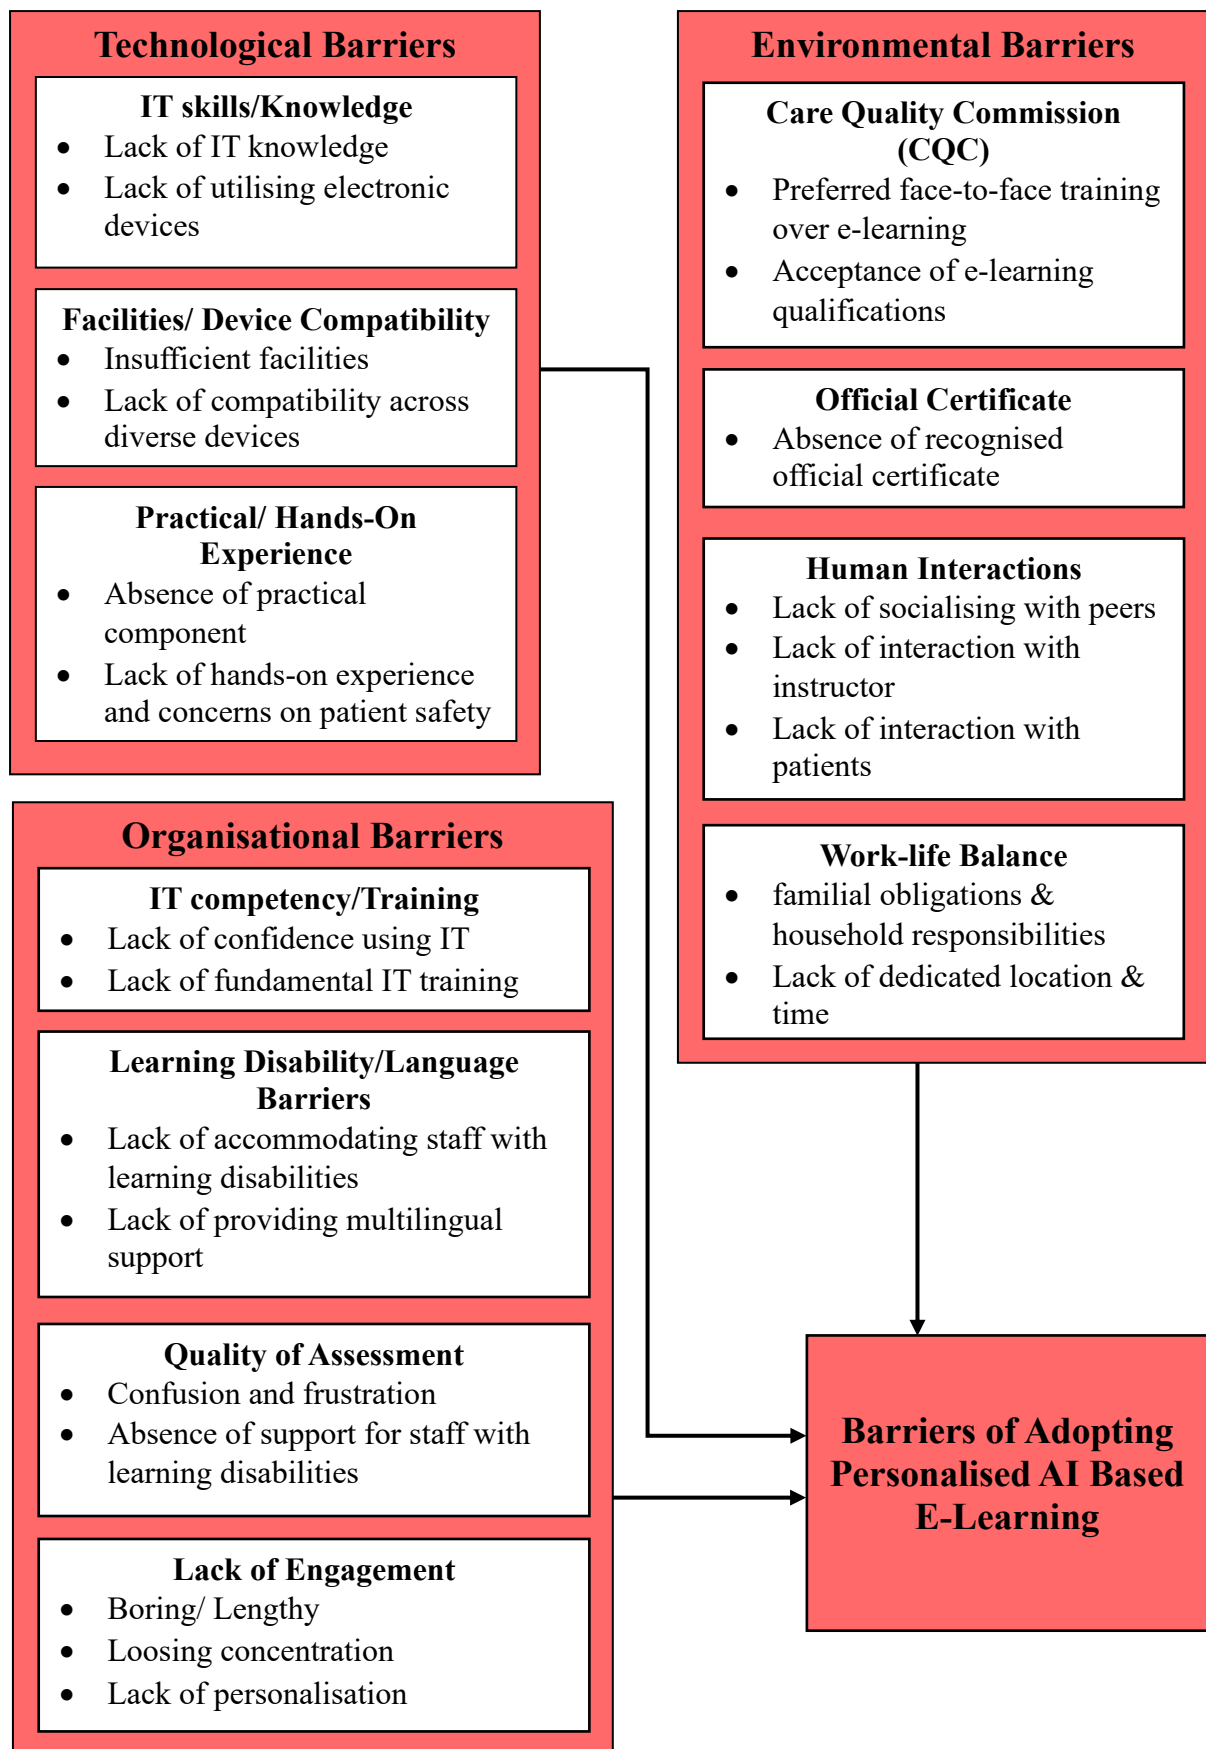 Technological Barriers
IT skills/Knowledge
• Lack of IT knowledge
• Lack of utilising electronic
devices
Facilities/ Device Compatibility
• Insufficient facilities
• Lack of compatibility across
diverse devices
Practical/ Hands-On
Experience
• Absence of practical
component
• Lack of hands-on experience
and concerns on patient safety
Organisational Barriers
IT competency/Training
• Lack of confidence using IT
• Lack of fundamental IT training
Learning Disability/Language
Barriers
• Lack of accommodating staff with
learning disabilities
• Lack of providing multilingual
support
Quality of Assessment
• Confusion and frustration
• Absence of support for staff with
learning disabilities
Lack of Engagement
• Boring/ Lengthy
• Loosing concentration
• Lack of personalisation
Environmental Barriers
Care Quality Commission
(CQC)
• Preferred face-to-face training
over e-learning
• Acceptance of e-learning
qualifications
Official Certificate
• Absence of recognised
official certificate
Human Interactions
• Lack of socialising with peers
• Lack of interaction with
instructor
• Lack of interaction with
patients
Work-life Balance
• familial obligations &
household responsibilities
• Lack of dedicated location &
time
Barriers of Adopting
Personalised AI Based
E-Learning